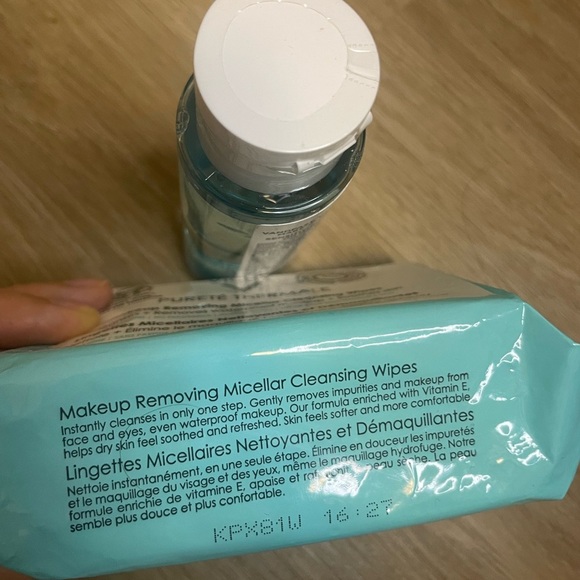 PURETÉ THERMALE
Makeup Removing Micellar Cleansing Wipes
Instantly cleanses in only one step. Gently removes impurities and makeup from
face and eyes, even waterproof makeup. Our formula enriched with Vitamin E,
helps dry skin feel soothed and refreshed. Skin feels softer and more comfortable
Lingettes Micellaires Nettoyantes et Démaquillantes
Nettoie instantanément, en une seule étape. Élimine en douceur les impuretés
et le maquillage du visage et des yeux, même le maquillage hydrofuge. Notre
formule enrichie de vitamine E, apaise et peau sèche. La peau
semble plus douce et plus confortable.
KPX81W 16:27